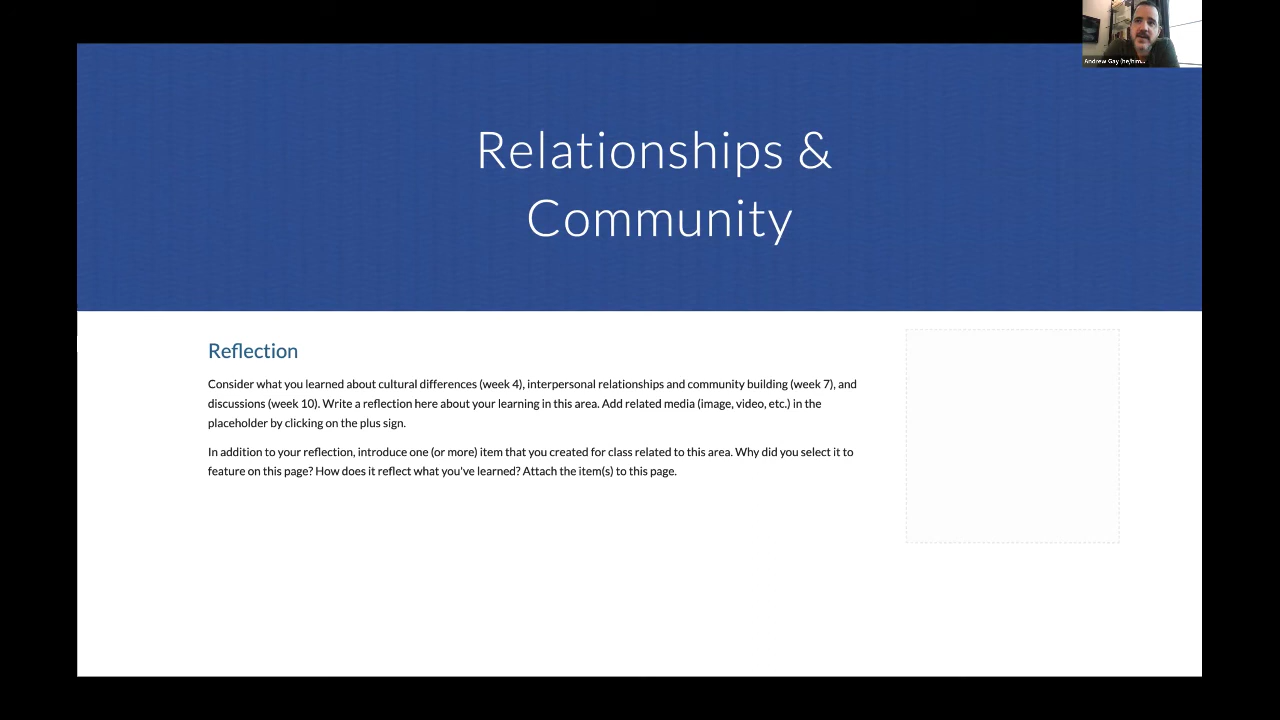 Andrew Gay (he/him...
Relationships &
Community
Reflection
Consider what you learned about cultural differences (week 4), interpersonal relationships and community building (week 7), and
discussions (week 10). Write a reflection here about your learning in this area. Add related media (image, video, etc.) in the
placeholder by clicking on the plus sign.
In addition to your reflection, introduce one (or more) item that you created for class related to this area. Why did you select it to
feature on this page? How does it reflect what you've learned? Attach the item(s) to this page.